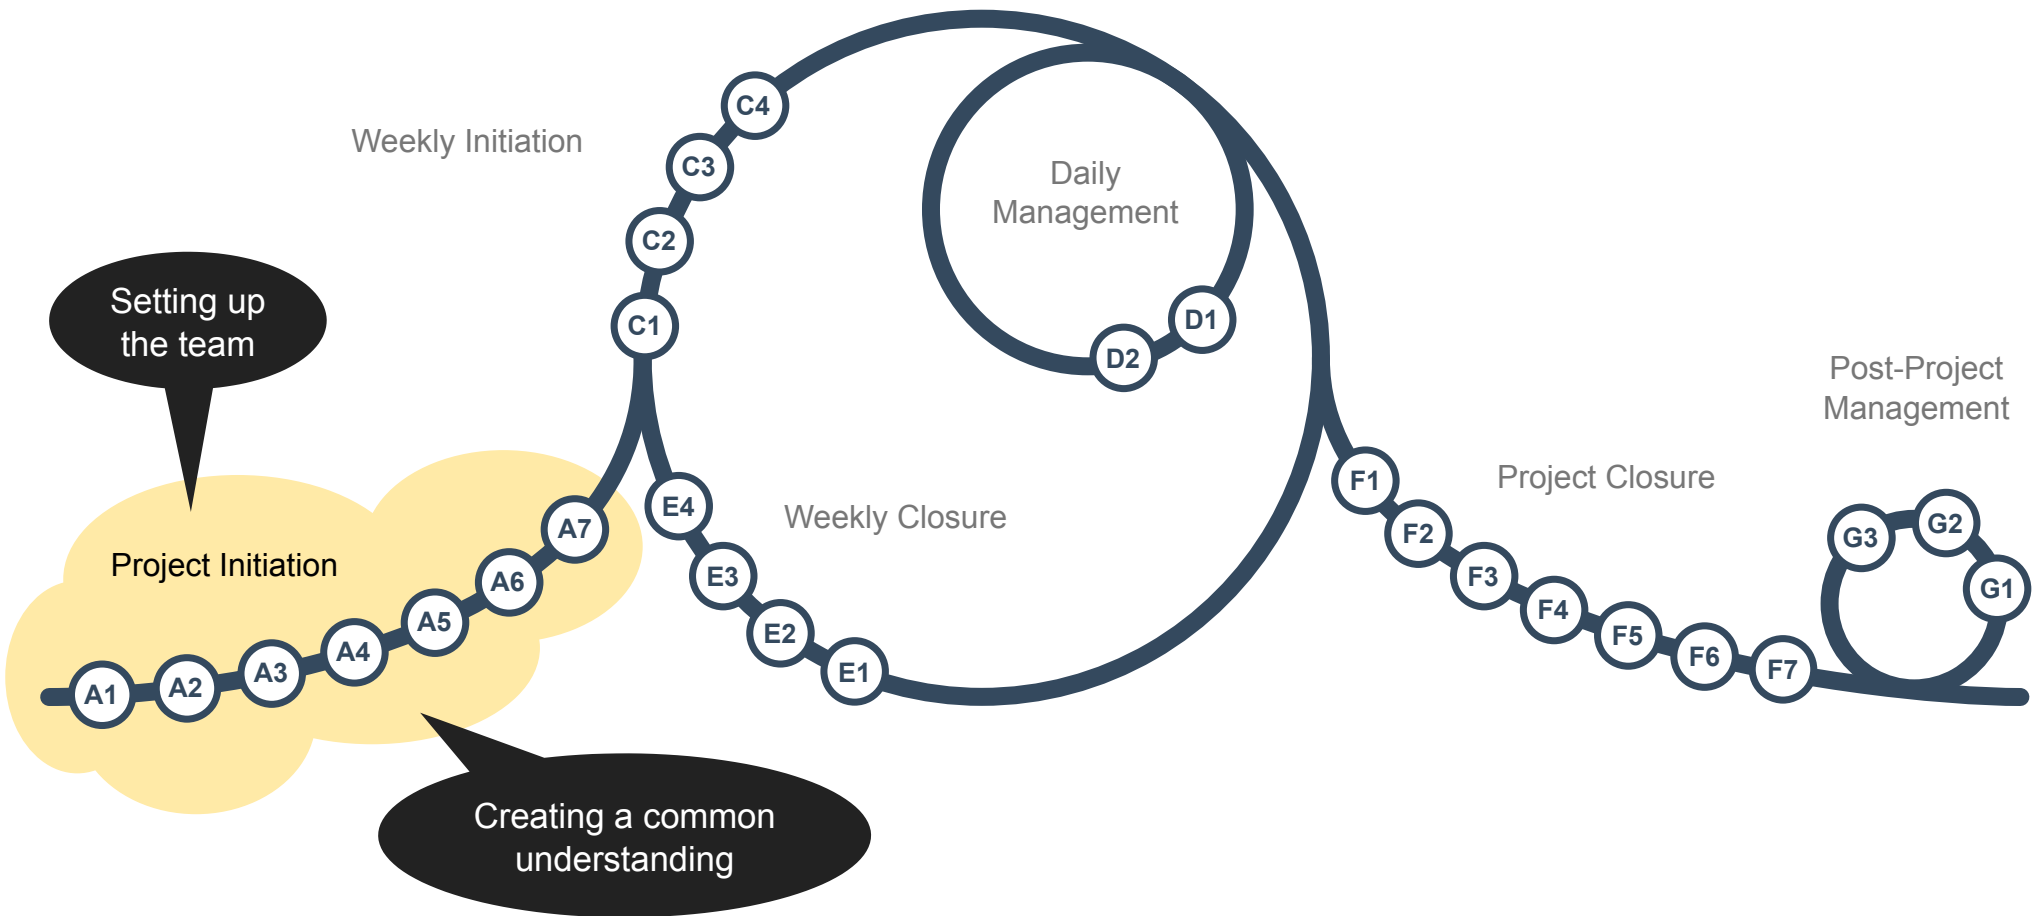 Weekly Initiation
C4
C3
C2
C1
Daily
Management
D1
D2
Setting up
the team
Project Initiation
A1
A2
A3
A4
A5
A6
A7
Creating a common
understanding
Weekly Closure
E4
E3
E2
E1
Project Closure
F1
F2
F3
F4
F5
F6
F7
Post-Project
Management
G3
G2
G1